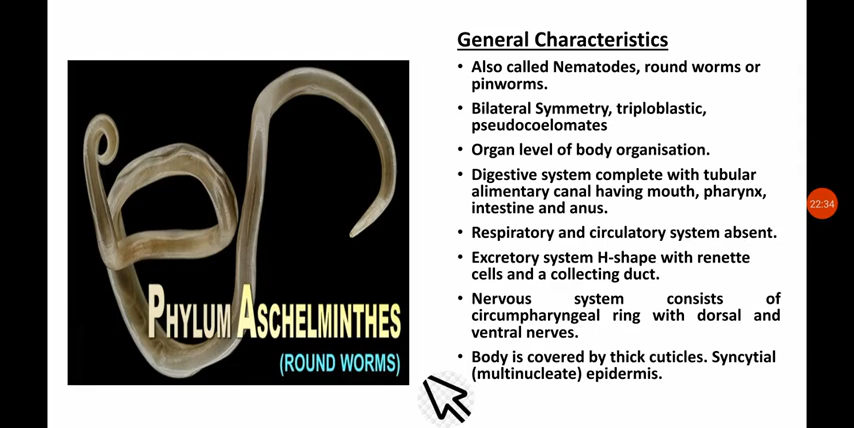 General Characteristics
• Also called Nematodes, round worms or
pinworms.
• Bilateral Symmetry, triploblastic,
pseudocoelomates
• Organ level of body organisation.
• Digestive system complete with tubular
alimentary canal having mouth, pharynx,
intestine and anus.
• Respiratory and circulatory system absent.
• Excretory system H-shape with renette
cells and a collecting duct.
• Nervous system consists of
circumpharyngeal ring with dorsal and
ventral nerves.
• Body is covered by thick cuticles. Syncytial
(multinucleate) epidermis.
PHYLUM ASCHELMINTHES
(ROUND WORMS)
22:34